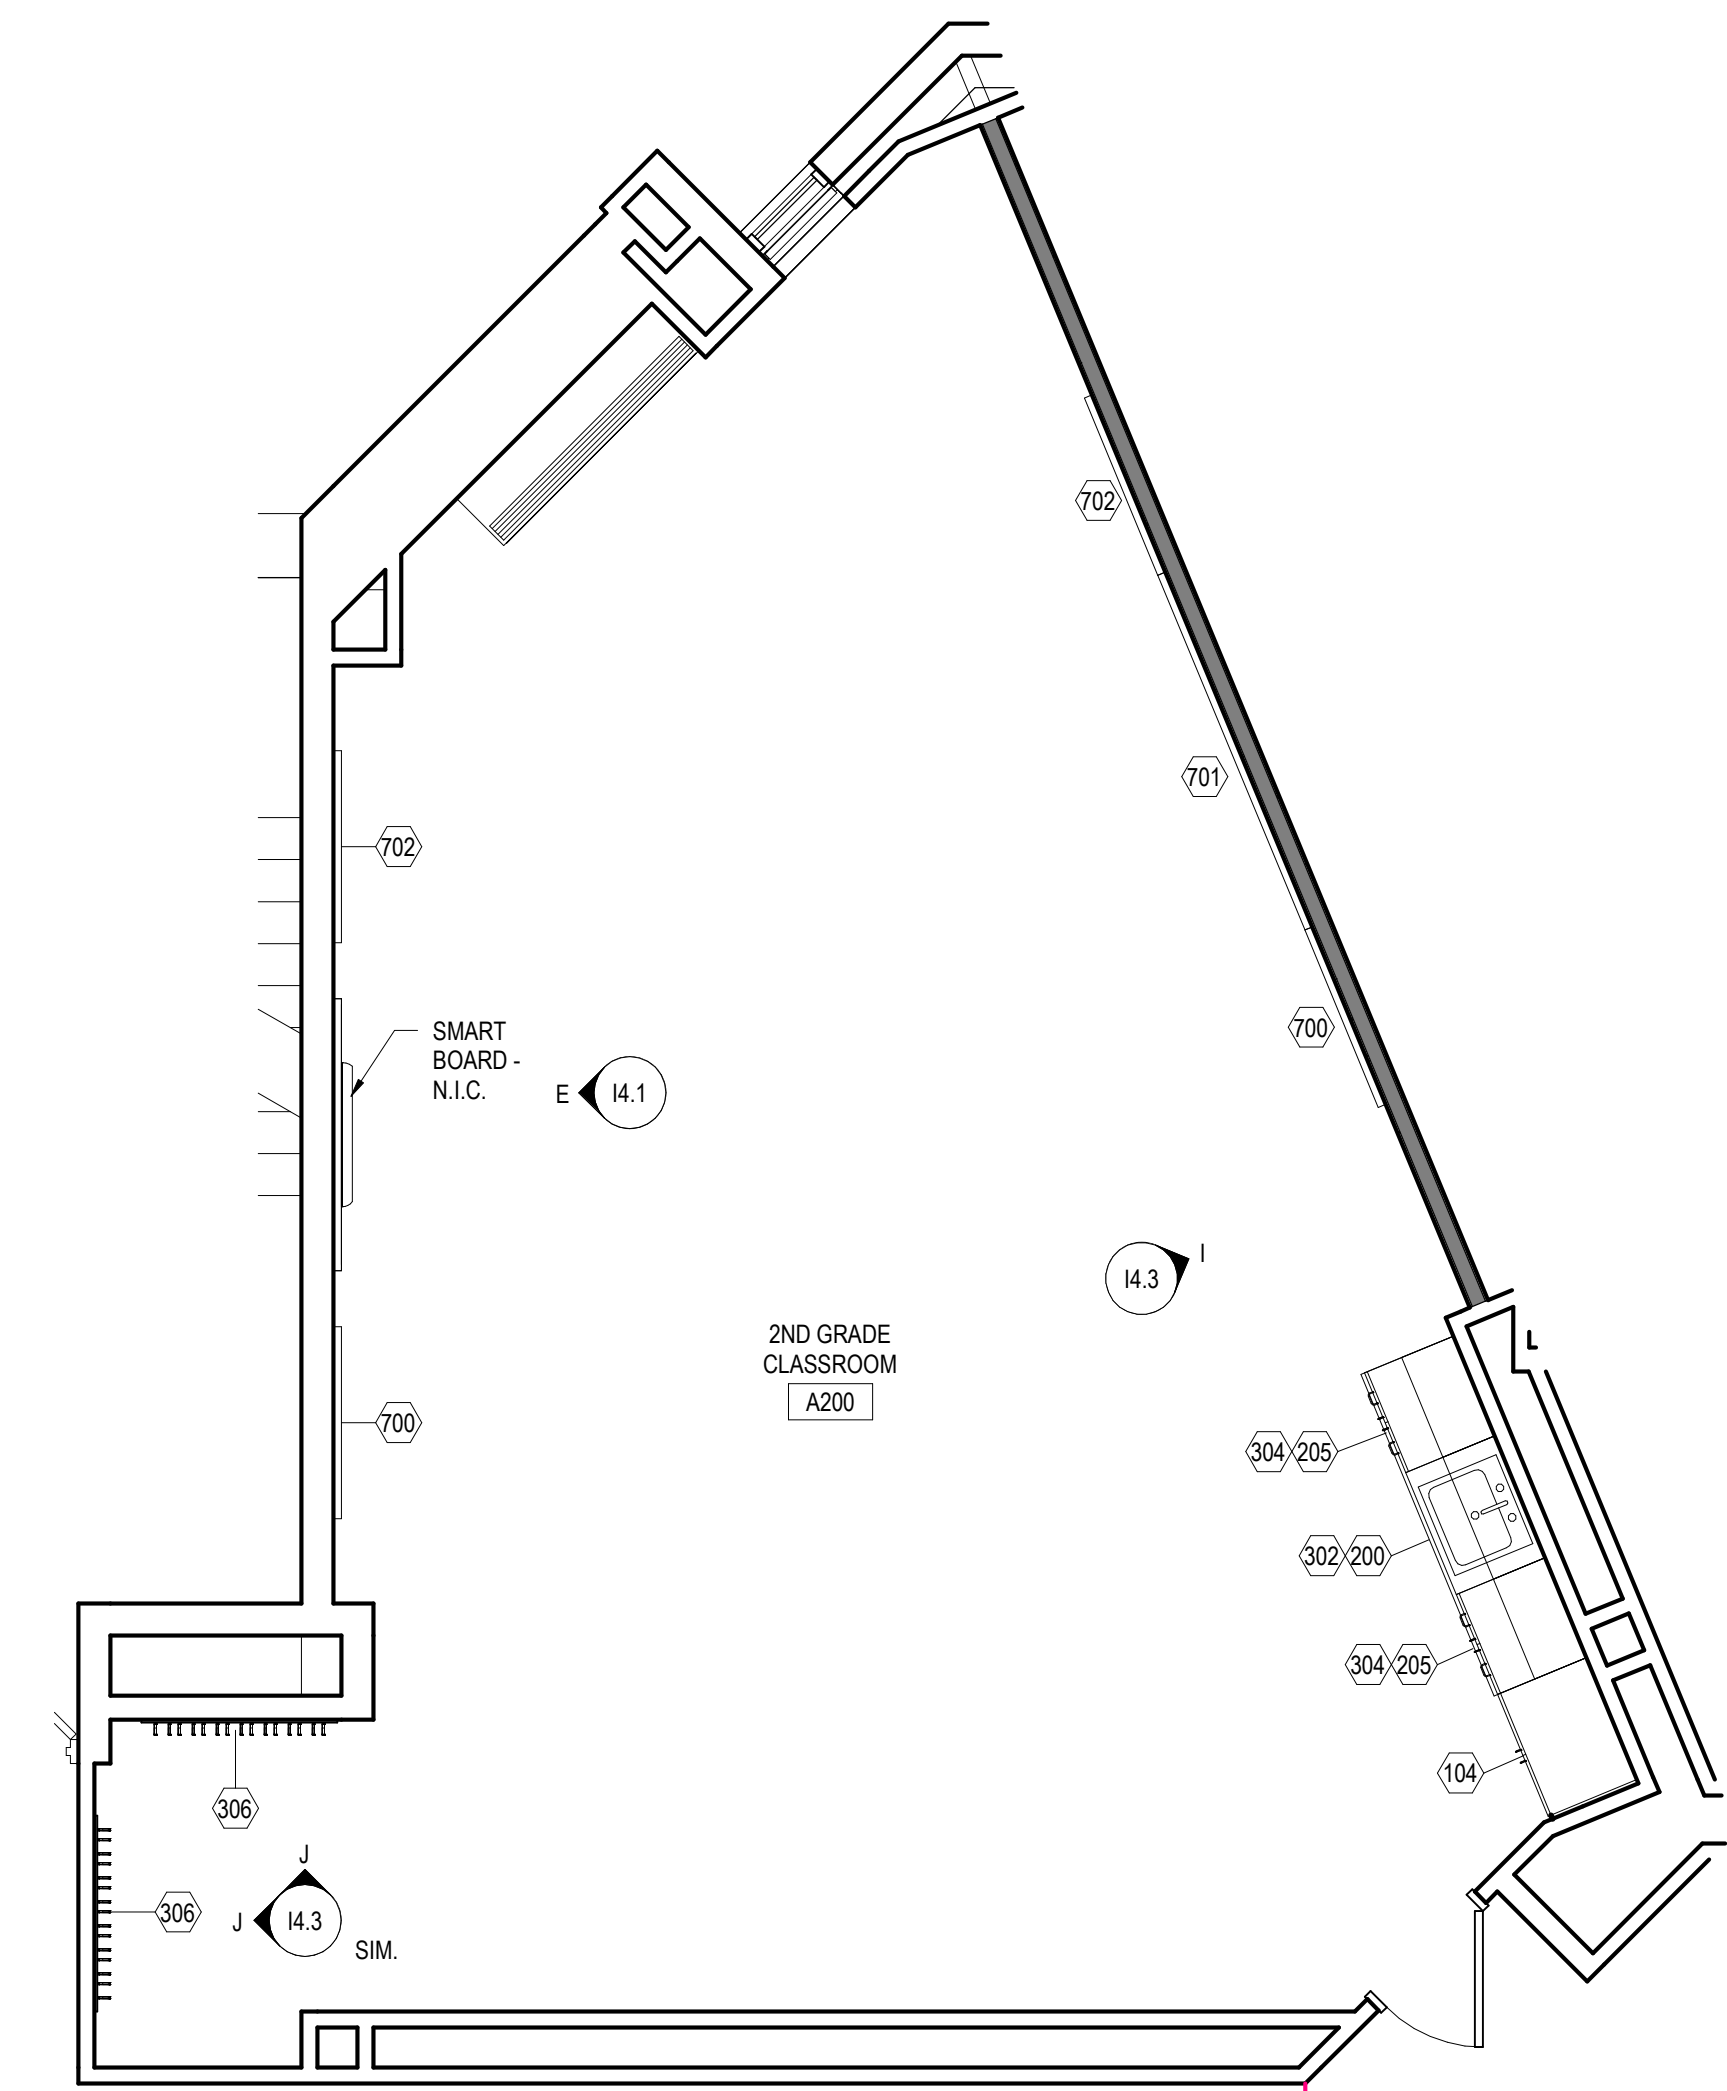 702
701
702
SMART
BOARD -
N.I.C.
700
E
I4.1
I
I4.3
2ND GRADE
CLASSROOM
A200
700
304 205
302 200
304 205
104
306
J
306
J
I4.3
SIM.
L